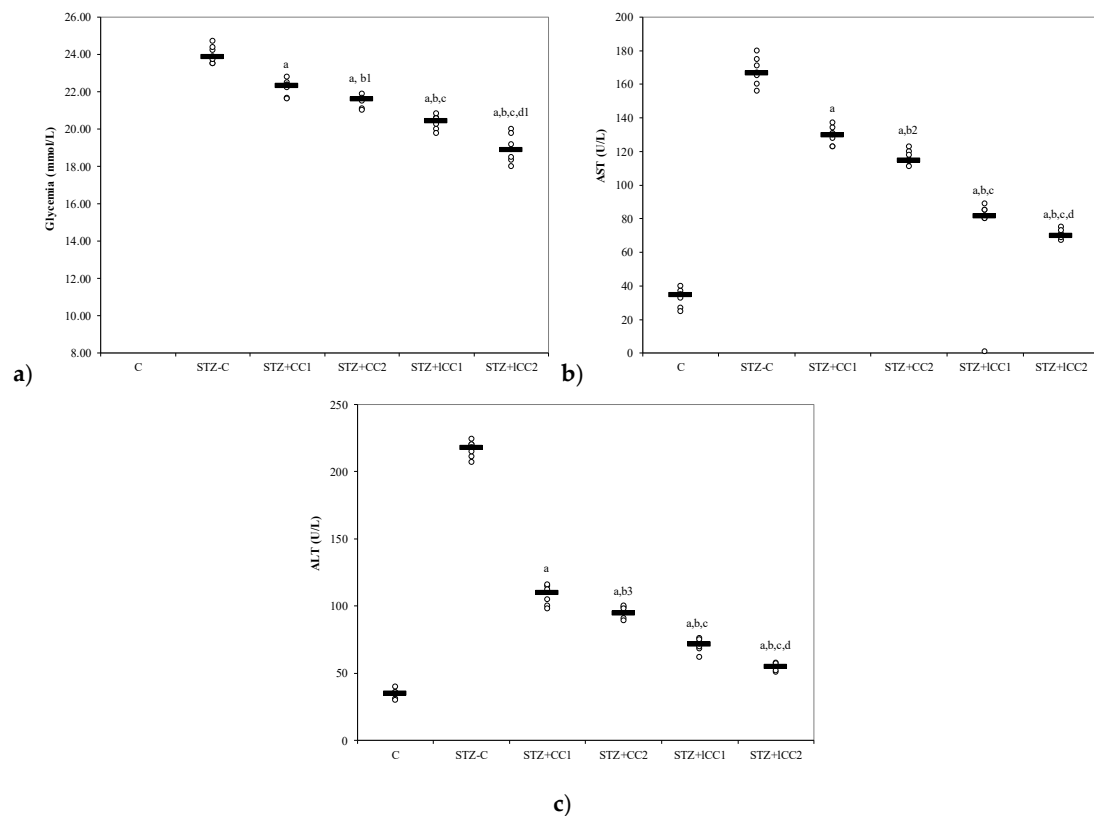 26.00
24.00
22.00
20.00
18.00
16.00
14.00
12.00
10.00
8.00
Glycemia (mmol/L)
a
a, b1
a,b,c
a,b,c,d1
C STZ-C STZ+CC1 STZ+CC2 STZ+lCC1 STZ+lCC2
a)
200
180
160
140
120
100
80
60
40
20
0
AST (U/L)
a
a,b2
a,b,c
a,b,c,d
C STZ-C STZ+CC1 STZ+CC2 STZ+lCC1 STZ+lCC2
b)
250
200
150
100
50
0
ALT (U/L)
a
a,b3
a,b,c
a,b,c,d
C STZ-C STZ+CC1 STZ+CC2 STZ+lCC1 STZ+lCC2
c)